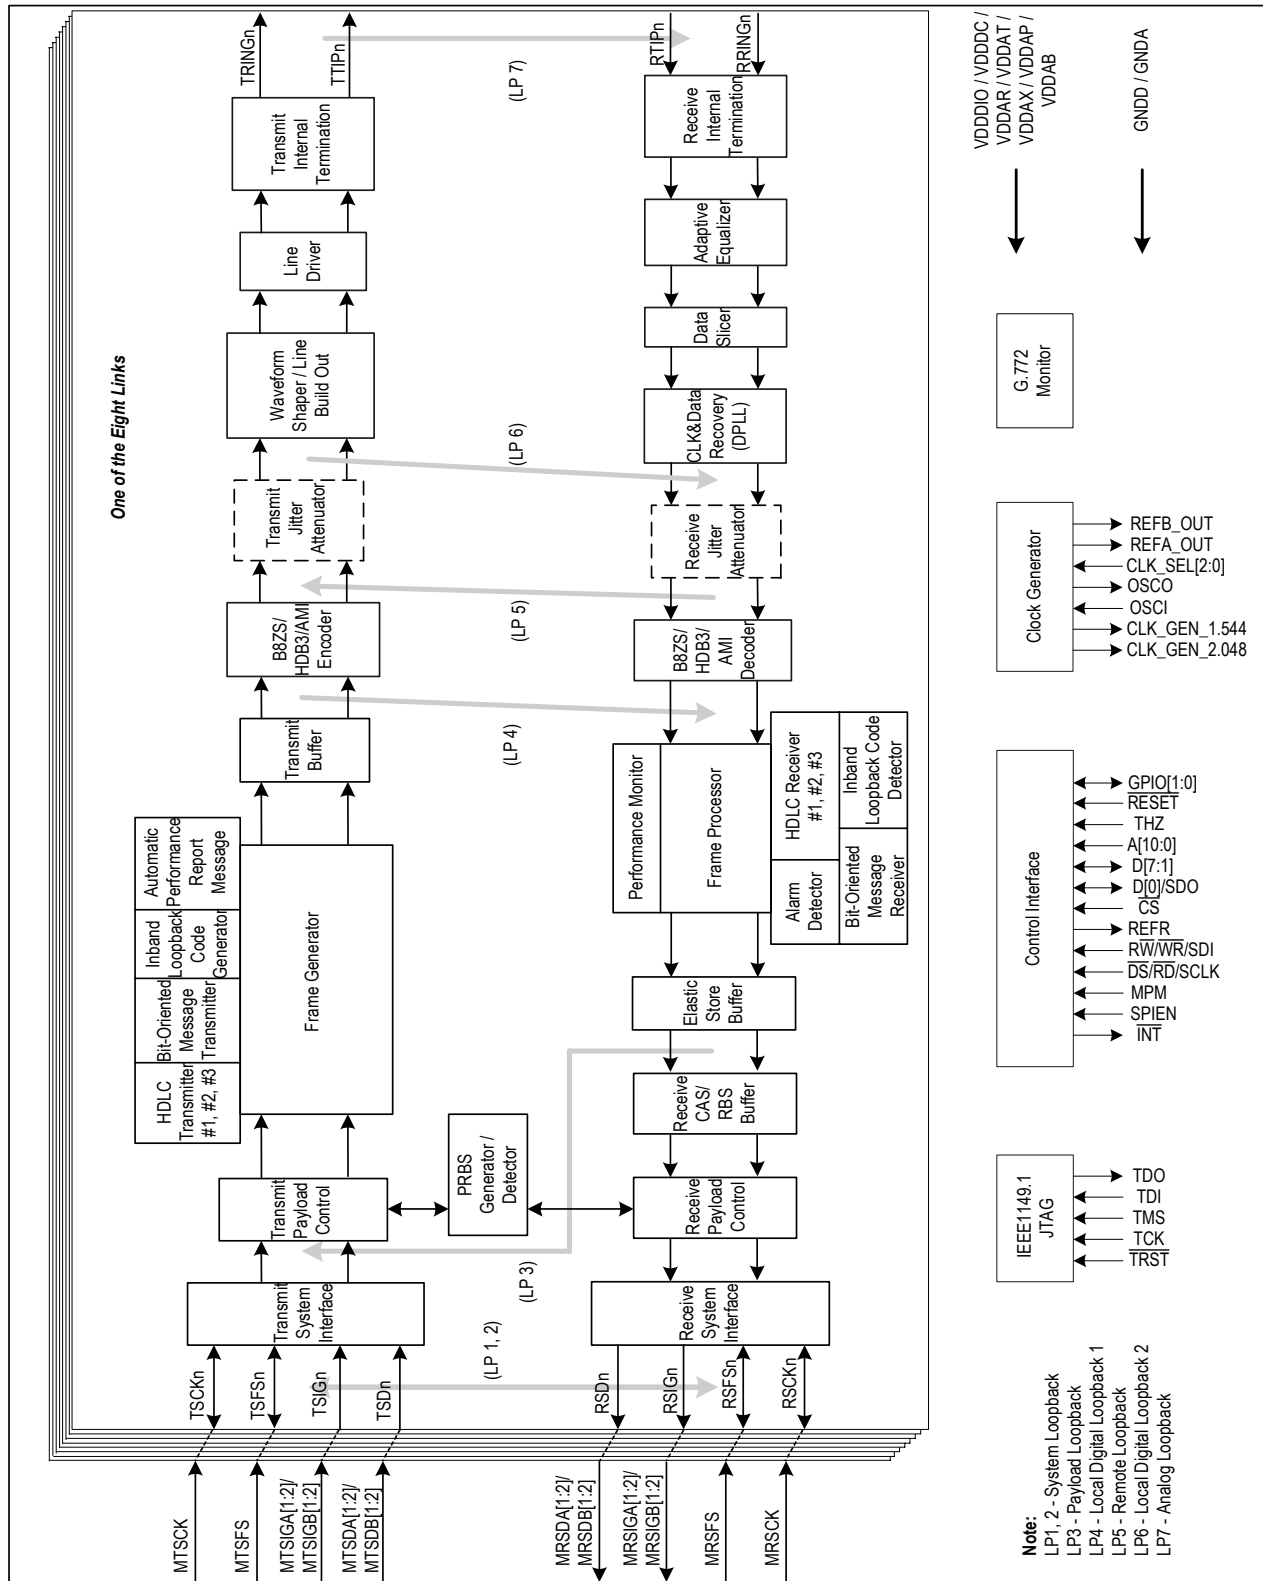 One of the Eight Links
TRINGn
TTIPn
(LP 7)
RTIPn
RRINGn
VDDDIO / VDDDC /
VDDAR / VDDAT /
VDDAX / VDDAP /
VDDAB
GNDD / GNDA
Transmit
Internal
Termination
Receive
Internal
Termination
Line
Driver
Adaptive
Equalizer
Waveform
Shaper / Line
Build Out
Data
Slicer
G.772
Monitor
(LP 6)
CLK&Data
Recovery
(DPLL)
Transmit
Jitter
Attenuator
Receive
Jitter
Attenuator
Clock Generator
REFB_OUT
REFA_OUT
CLK_SEL[2:0]
OSCO
OSCI
CLK_GEN_1.544
CLK_GEN_2.048
(LP 5)
B8ZS/
HDB3/AMI
Encoder
B8ZS/
HDB3/
AMI
Decoder
(LP 4)
Transmit
Buffer
Automatic
Performance
Report
Message
Inband
Loopback
Code
Generator
Bit-Oriented
Message
Transmitter
HDLC
Transmitter
#1, #2, #3
Frame Generator
Performance Monitor
Frame Processor
HDLC Receiver
#1, #2, #3
Inband
Loopback Code
Detector
Alarm
Detector
Bit-Oriented
Message
Receiver
Control Interface
GPIO[1:0]
RESET
THZ
A[10:0]
D[7:1]
D[0]/SDO
CS
REFR
RW/WR/SDI
DS/RD/SCLK
MPM
SPIEN
INT
Elastic
Store
Buffer
Receive
CAS/
RBS
Buffer
PRBS
Generator /
Detector
Transmit
Payload
Control
Receive
Payload
Control
(LP 3)
IEEE1149.1
JTAG
TDO
TDI
TMS
TCK
TRST
Transmit
System
Interface
Receive
System
Interface
(LP 1, 2)
TSCKn
TSFSn
TSIGn
TSDn
RSDn
RSIGn
RSFSn
RSCKn
MTSCK
MTSFS
MTSIGA[1:2]/
MTSIGB[1:2]
MTSDA[1:2]/
MTSDB[1:2]
MRSDA[1:2]/
MRSDB[1:2]
MRSIGA[1:2]/
MRSIGB[1:2]
MRSFS
MRSCK
Note:
LP1, 2 - System Loopback
LP3 - Payload Loopback
LP4 - Local Digital Loopback 1
LP5 - Remote Loopback
LP6 - Local Digital Loopback 2
LP7 - Analog Loopback